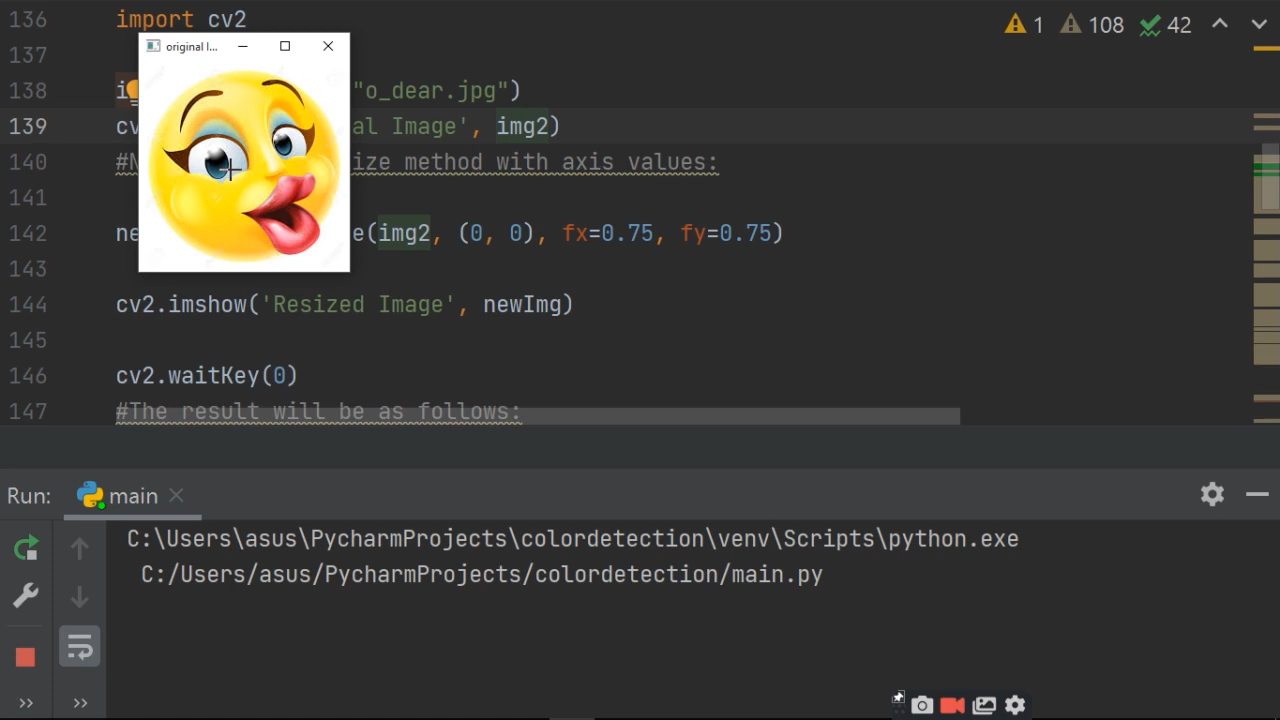 136 import cv2
1 108 42
137
original I...
138 i "o_dear.jpg")
139 cv al Image', img2)
140 #N ize method with axis values:
141
142 ne e(img2, (0, 0), fx=0.75, fy=0.75)
143
144 cv2.imshow('Resized Image', newImg)
145
146 cv2.waitKey(0)
147 #The result will be as follows:
Run: main
C:\Users\asus\PycharmProjects\colordetection\venv\Scripts\python.exe
C:/Users/asus/PycharmProjects/colordetection/main.py